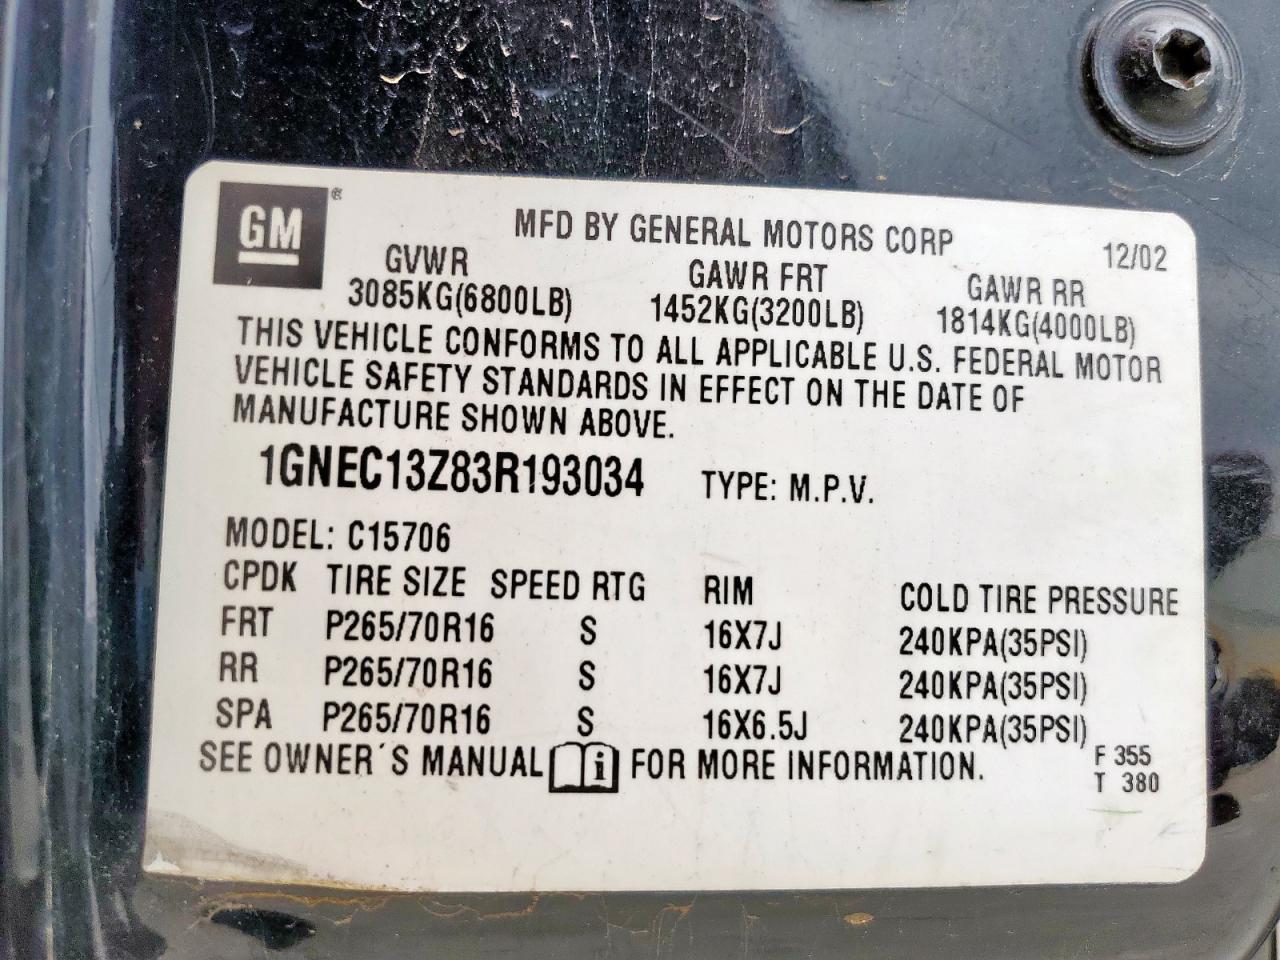 GM®
MFD BY GENERAL MOTORS CORP 12/02
GVWR GAWR FRT GAWR RR
3085KG(6800LB) 1452KG(3200LB) 1814KG(4000LB)
THIS VEHICLE CONFORMS TO ALL APPLICABLE U.S. FEDERAL MOTOR
VEHICLE SAFETY STANDARDS IN EFFECT ON THE DATE OF
MANUFACTURE SHOWN ABOVE.
1GNEC13Z83R193034 TYPE: M.P.V.
MODEL: C15706
CPDK TIRE SIZE SPEED RTG RIM COLD TIRE PRESSURE
FRT P265/70R16 S 16X7J 240KPA(35PSI)
RR P265/70R16 S 16X7J 240KPA(35PSI)
SPA P265/70R16 S 16X6.5J 240KPA(35PSI)
SEE OWNER´S MANUAL i FOR MORE INFORMATION.
F 355
T 380